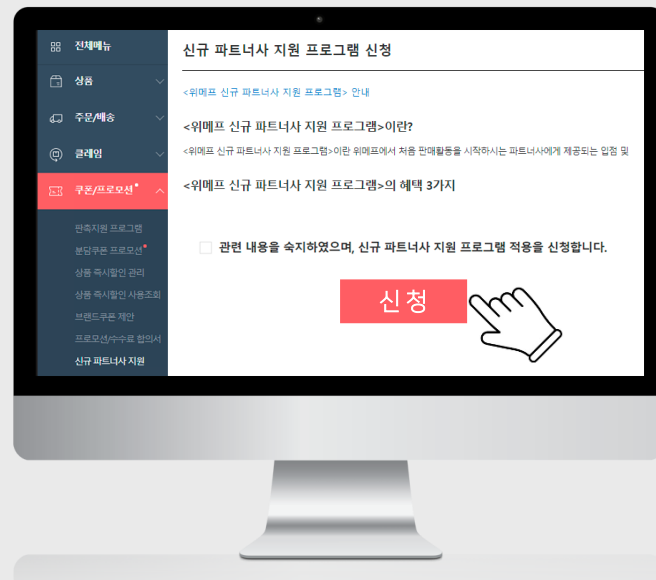 전체메뉴
상품
주문/배송
클레임
쿠폰/프로모션
판촉지원 프로그램
분담쿠폰 프로모션
상품 즉시할인 관리
상품 즉시할인 사용조회
브랜드쿠폰 제안
프로모션/수수료 합의서
신규 파트너사 지원
신규 파트너사 지원 프로그램 신청
<위메프 신규 파트너사 지원 프로그램> 안내
<위메프 신규 파트너사 지원 프로그램>이란?
<위메프 신규 파트너사 지원 프로그램>이란 위메프에서 처음 판매활동을 시작하시는 파트너사에게 제공되는 입점 및
<위메프 신규 파트너사 지원 프로그램>의 혜택 3가지
관련 내용을 숙지하였으며, 신규 파트너사 지원 프로그램 적용을 신청합니다.
신청